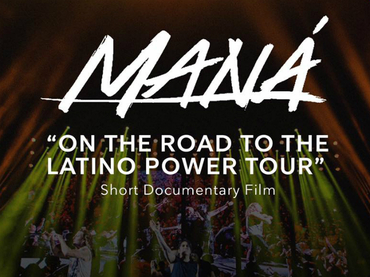 MANÁ
“ON THE ROAD TO THE
LATINO POWER TOUR”
Short Documentary Film